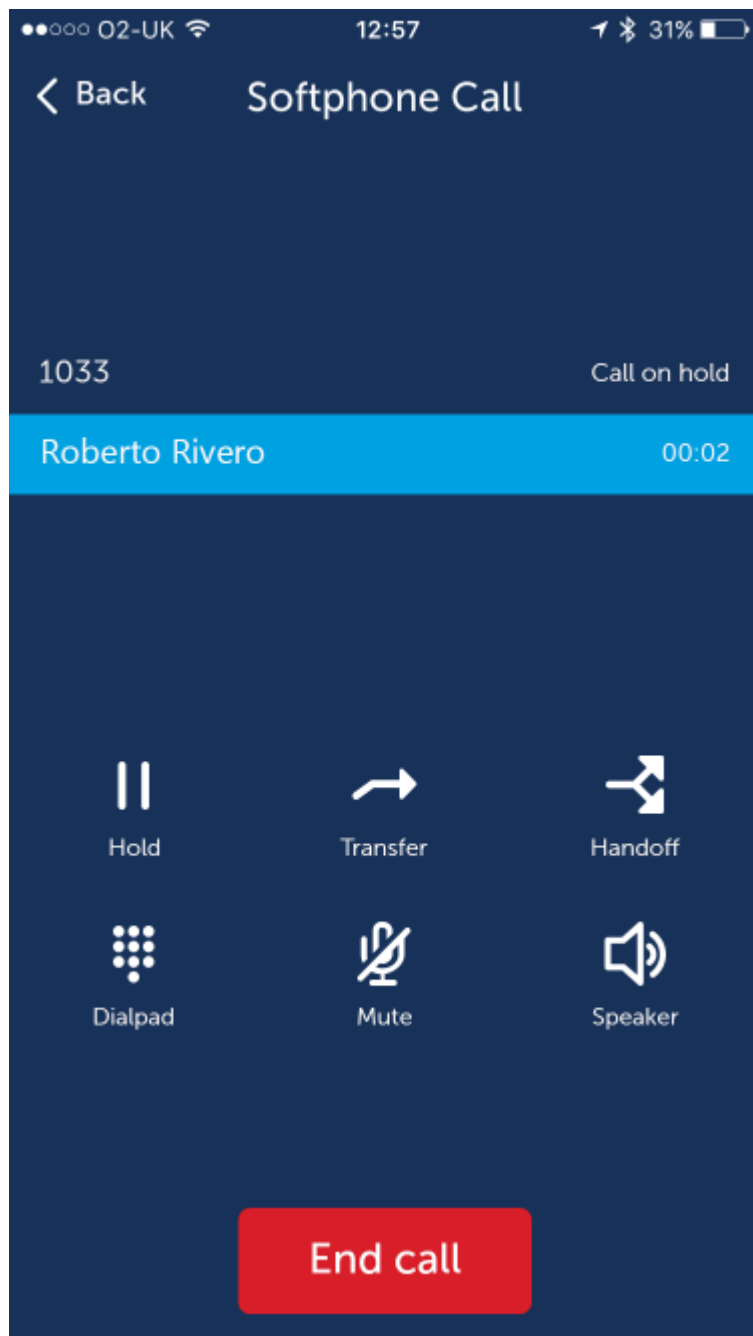 O2-UK 12:57 31%
Back Softphone Call
1033 Call on hold
Roberto Rivero 00:02
Hold Transfer Handoff
Dialpad Mute Speaker
End call